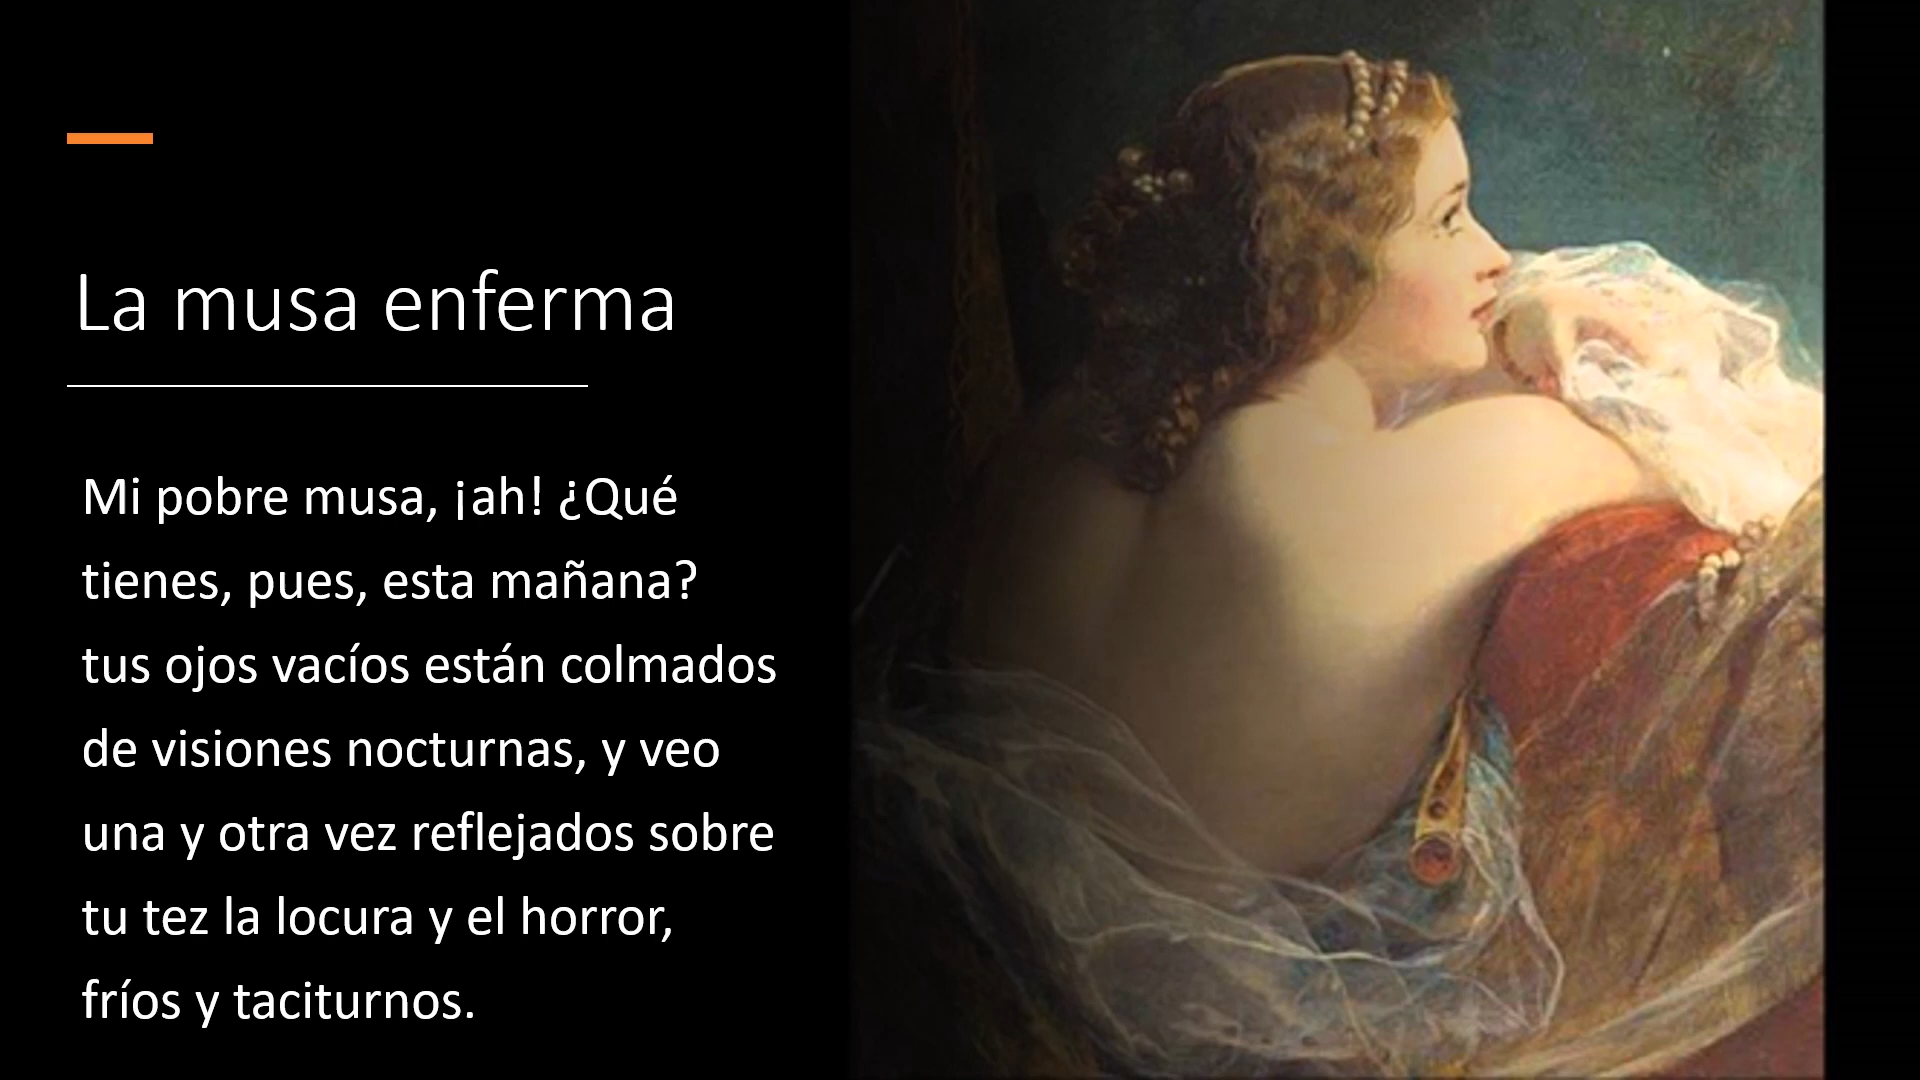 La musa enferma
Mi pobre musa, ¡ah! ¿Qué
tienes, pues, esta mañana?
tus ojos vacíos están colmados
de visiones nocturnas, y veo
una y otra vez reflejados sobre
tu tez la locura y el horror,
fríos y taciturnos.